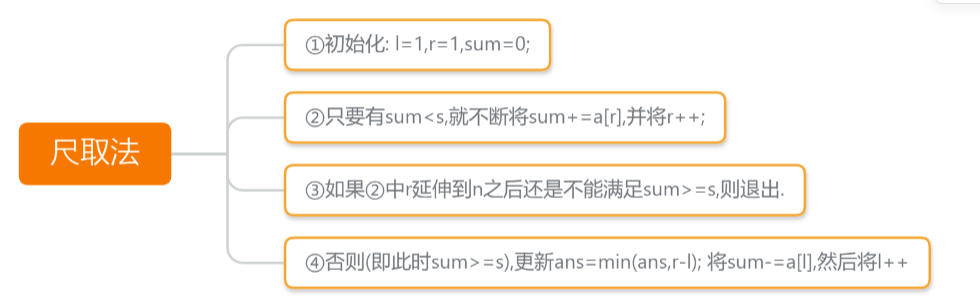 尺取法
①初始化: l=1,r=1,sum=0;
②只要有sum<s,就不断将sum+=a[r],并将r++;
③如果②中r延伸到n之后还是不能满足sum>=s,则退出.
④否则(即此时sum>=s),更新ans=min(ans,r-l); 将sum-=a[l],然后将l++